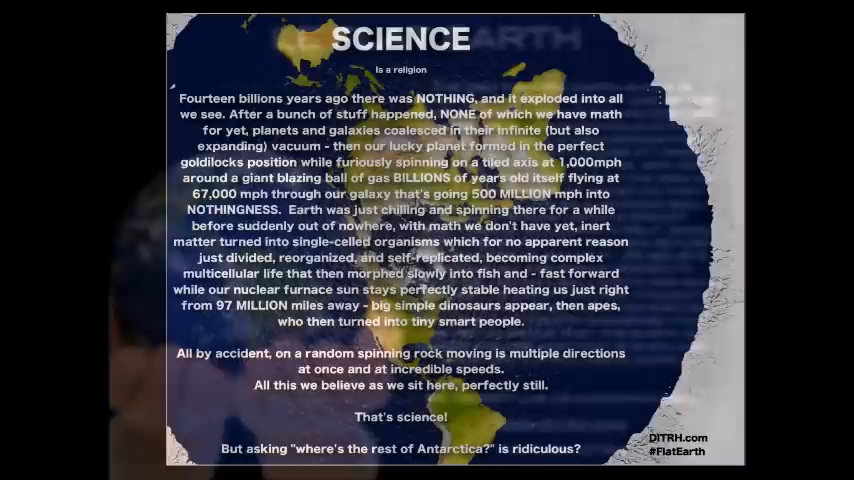 SCIENCE
Is a religion
Fourteen billions years ago there was NOTHING, and it exploded into all
we see. After a bunch of stuff happened, NONE of which we have math
for yet, planets and galaxies coalesced in their infinite (but also
expanding) vacuum - then our lucky planet formed in the perfect
goldilocks position while furiously spinning on a tiled axis at 1,000mph
around a giant blazing ball of gas BILLIONS of years old itself flying at
67,000 mph through our galaxy that's going 500 MILLION mph into
NOTHINGNESS. Earth was just chilling and spinning there for a while
before suddenly out of nowhere, with math we don't have yet, inert
matter turned into single-celled organisms which for no apparent reason
just divided, reorganized, and self-replicated, becoming complex
multicellular life that then morphed slowly into fish and - fast forward
while our nuclear furnace sun stays perfectly stable heating us just right
from 97 MILLION miles away - big simple dinosaurs appear, then apes,
who then turned into tiny smart people.
All by accident, on a random spinning rock moving is multiple directions
at once and at incredible speeds.
All this we believe as we sit here, perfectly still.
That's science!
But asking "where's the rest of Antarctica?" is ridiculous?
DITRH.com
#FlatEarth